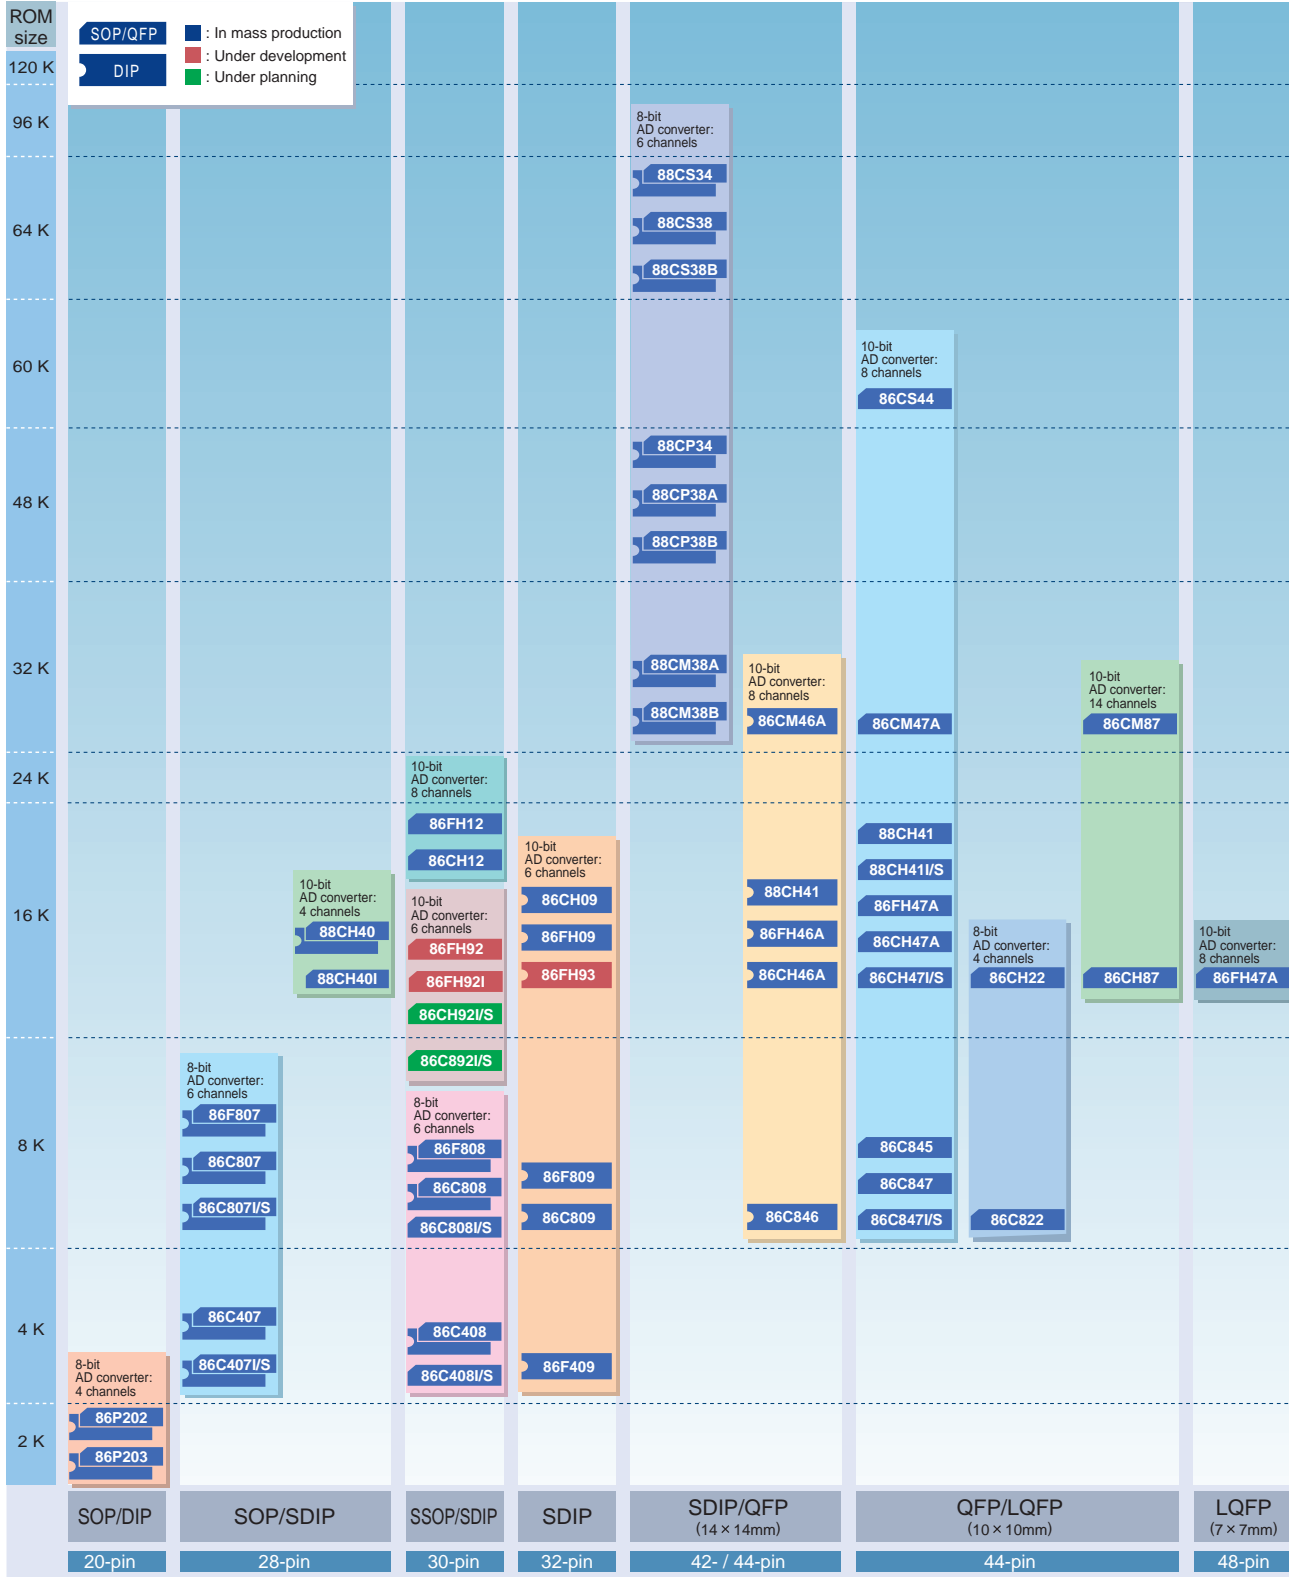 ROM
size
SOP/QFP
DIP
: In mass production
: Under development
: Under planning
120 K
96 K
64 K
60 K
48 K
32 K
24 K
16 K
8 K
4 K
2 K
8-bit
AD converter:
4 channels
86P202
86P203
8-bit
AD converter:
6 channels
86F807
86C807
86C807I/S
86C407
86C407I/S
10-bit
AD converter:
4 channels
88CH40
88CH40I
10-bit
AD converter:
8 channels
86FH12
86CH12
10-bit
AD converter:
6 channels
86FH92
86FH92I
86CH92I/S
86C892I/S
8-bit
AD converter:
6 channels
86F808
86C808
86C808I/S
86C408
86C408I/S
10-bit
AD converter:
6 channels
86CH09
86FH09
86FH93
86F809
86C809
86F409
8-bit
AD converter:
6 channels
88CS34
88CS38
88CS38B
88CP34
88CP38A
88CP38B
88CM38A
88CM38B
10-bit
AD converter:
8 channels
86CM46A
88CH41
86FH46A
86CH46A
86C846
10-bit
AD converter:
8 channels
86CS44
86CM47A
88CH41
88CH41I/S
86FH47A
86CH47A
86CH47I/S
86C845
86C847
86C847I/S
8-bit
AD converter:
4 channels
86CH22
86C822
10-bit
AD converter:
14 channels
86CM87
86CH87
10-bit
AD converter:
8 channels
86FH47A
SOP/DIP
SOP/SDIP
SSOP/SDIP
SDIP
SDIP/QFP
(14 × 14mm)
QFP/LQFP
(10 × 10mm)
LQFP
(7 × 7mm)
20-pin
28-pin
30-pin
32-pin
42- / 44-pin
44-pin
48-pin